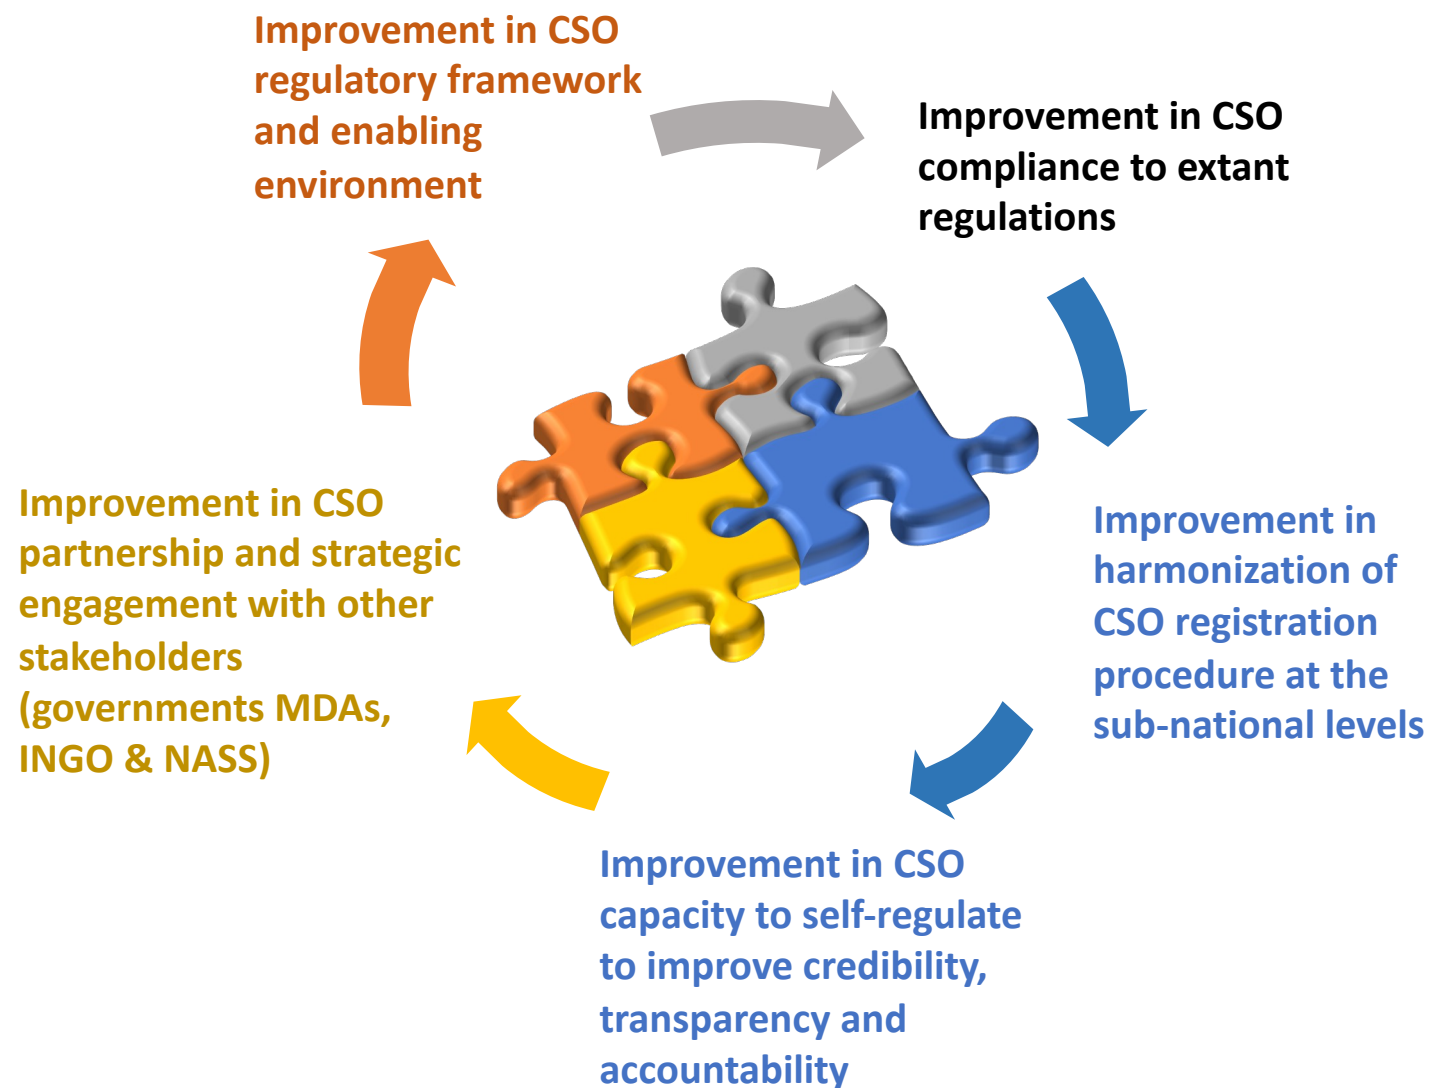 Improvement in CSO
regulatory framework
and enabling
environment
Improvement in CSO
compliance to extant
regulations
Improvement in
harmonization of
CSO registration
procedure at the
sub-national levels
Improvement in CSO
capacity to self-regulate
to improve credibility,
transparency and
accountability
Improvement in CSO
partnership and strategic
engagement with other
stakeholders
(governments MDAs,
INGO & NASS)